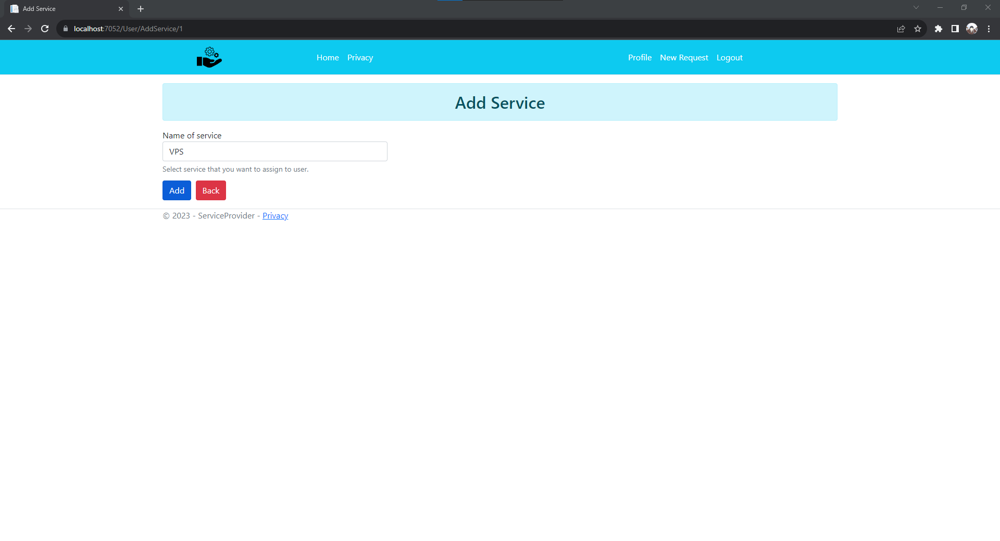 Add Service
localhost:7052/User/AddService/1
Home Privacy Profile New Request Logout
Add Service
Name of service
VPS
Select service that you want to assign to user.
Add Back
© 2023 - ServiceProvider - Privacy